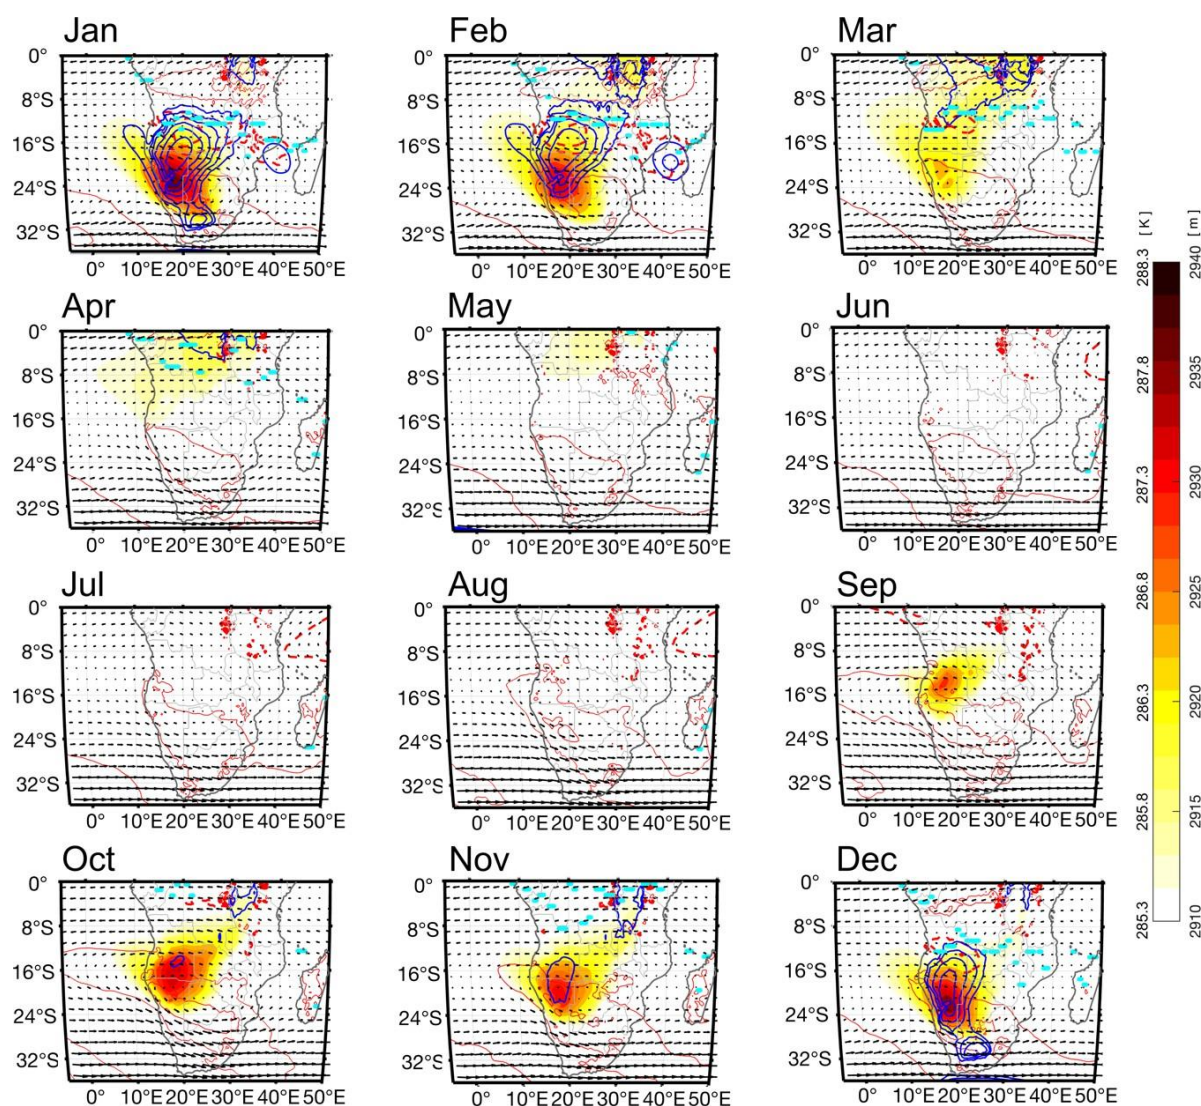 Jan Feb Mar
0° 0° 0°
8°S 8°S 8°S
16°S 16°S 16°S
24°S 24°S 24°S
32°S 32°S 32°S
0° 10°E 20°E 30°E 40°E 50°E 0° 10°E 20°E 30°E 40°E 50°E 0° 10°E 20°E 30°E 40°E 50°E
Apr May Jun
0° 0° 0°
8°S 8°S 8°S
16°S 16°S 16°S
24°S 24°S 24°S
32°S 32°S 32°S
0° 10°E 20°E 30°E 40°E 50°E 0° 10°E 20°E 30°E 40°E 50°E 0° 10°E 20°E 30°E 40°E 50°E
Jul Aug Sep
0° 0° 0°
8°S 8°S 8°S
16°S 16°S 16°S
24°S 24°S 24°S
32°S 32°S 32°S
0° 10°E 20°E 30°E 40°E 50°E 0° 10°E 20°E 30°E 40°E 50°E 0° 10°E 20°E 30°E 40°E 50°E
Oct Nov Dec
0° 0° 0°
8°S 8°S 8°S
16°S 16°S 16°S
24°S 24°S 24°S
32°S 32°S 32°S
0° 10°E 20°E 30°E 40°E 50°E 0° 10°E 20°E 30°E 40°E 50°E 0° 10°E 20°E 30°E 40°E 50°E
[K] [m]
288.3 2940
287.8 2935
287.3 2930
286.8 2925
286.3 2920
285.8 2915
285.3 2910